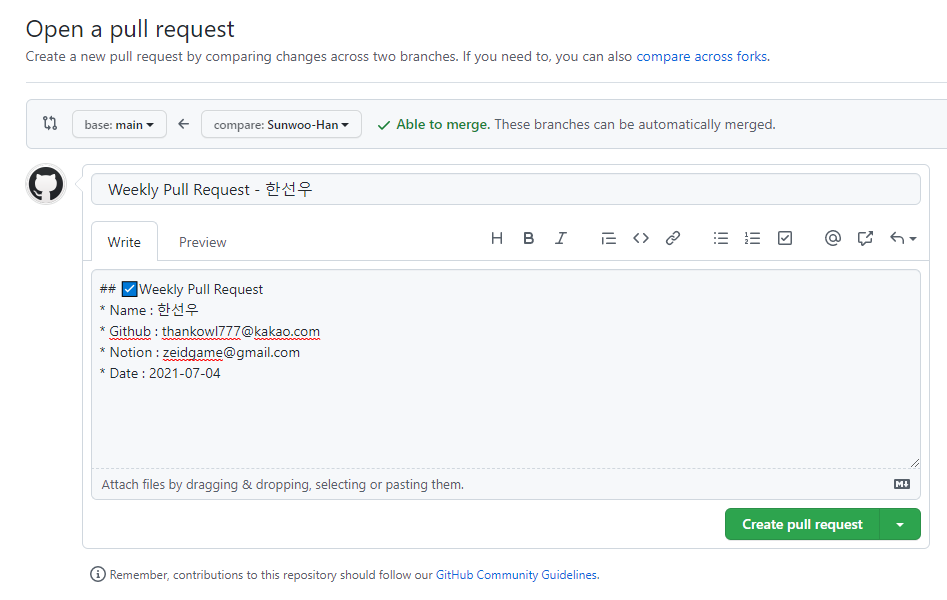 Open a pull request
Create a new pull request by comparing changes across two branches. If you need to, you can also compare across forks.
base: main
compare: Sunwoo-Han
Able to merge. These branches can be automatically merged.
Weekly Pull Request - 한선우
Write
Preview
## ☑️Weekly Pull Request
* Name : 한선우
* Github : thankowl777@kakao.com
* Notion : zeidgame@gmail.com
* Date : 2021-07-04
Attach files by dragging & dropping, selecting or pasting them.
Create pull request
Remember, contributions to this repository should follow our GitHub Community Guidelines.